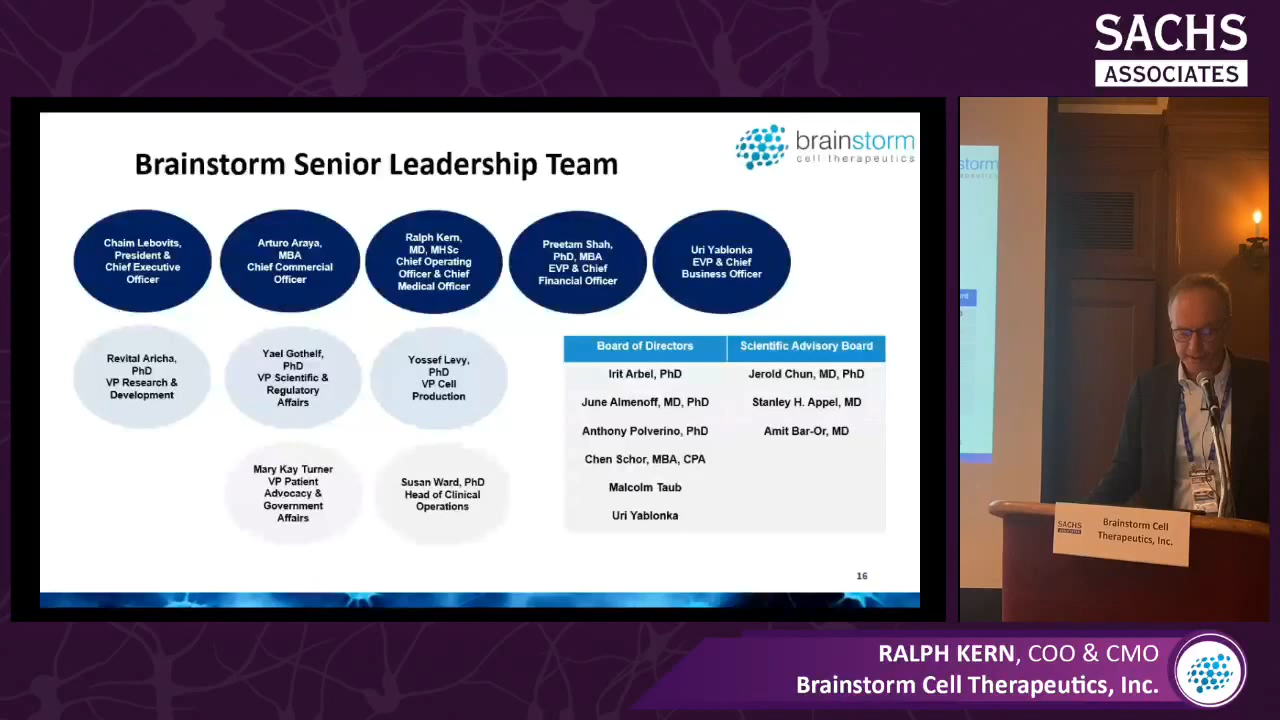 SACHS
ASSOCIATES
brainstorm
cell therapeutics
Brainstorm Senior Leadership Team
Chaim Lebovits,
President &
Chief Executive
Officer
Arturo Araya,
MBA
Chief Commercial
Officer
Ralph Kern,
MD, MHSc
Chief Operating
Officer & Chief
Medical Officer
Preetam Shah,
PhD, MBA
EVP & Chief
Financial Officer
Uri Yablonka
EVP & Chief
Business Officer
Revital Aricha,
PhD
VP Research &
Development
Yael Gothelf,
PhD
VP Scientific &
Regulatory
Affairs
Yossef Levy,
PhD
VP Cell
Production
Mary Kay Turner
VP Patient
Advocacy &
Government
Affairs
Susan Ward, PhD
Head of Clinical
Operations
Board of Directors
Scientific Advisory Board
Irit Arbel, PhD
Jerold Chun, MD, PhD
June Almenoff, MD, PhD
Stanley H. Appel, MD
Anthony Polverino, PhD
Amit Bar-Or, MD
Chen Schor, MBA, CPA
Malcolm Taub
Uri Yablonka
16
storm
SACHS
ASSOCIATES
Brainstorm Cell
Therapeutics, Inc.
RALPH KERN, COO & CMO
Brainstorm Cell Therapeutics, Inc.